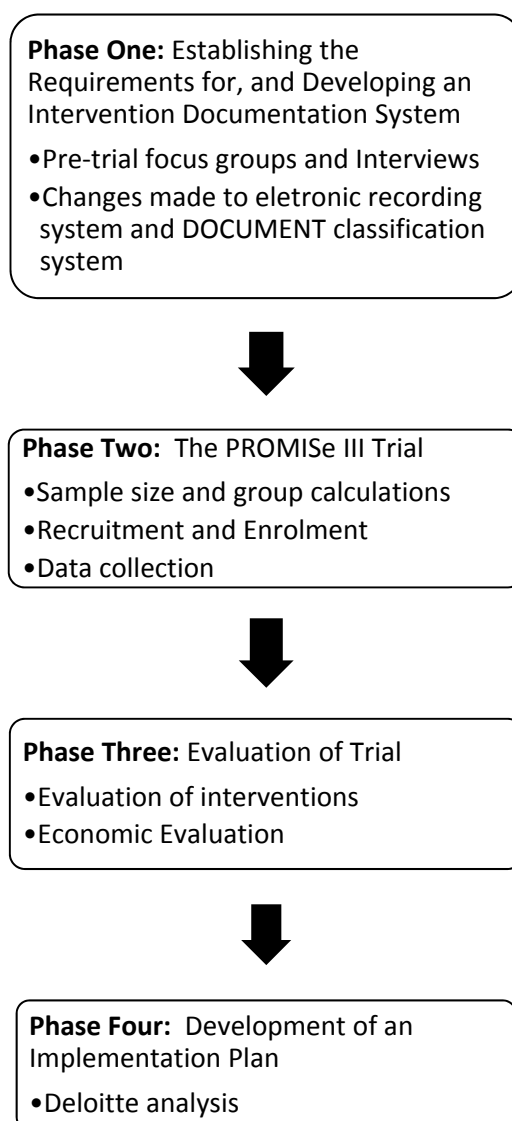 Phase One: Establishing the
Requirements for, and Developing an
Intervention Documentation System
•Pre-trial focus groups and Interviews
•Changes made to eletronic recording
system and DOCUMENT classification
system
Phase Two: The PROMISe III Trial
•Sample size and group calculations
•Recruitment and Enrolment
•Data collection
Phase Three: Evaluation of Trial
•Evaluation of interventions
•Economic Evaluation
Phase Four: Development of an
Implementation Plan
•Deloitte analysis